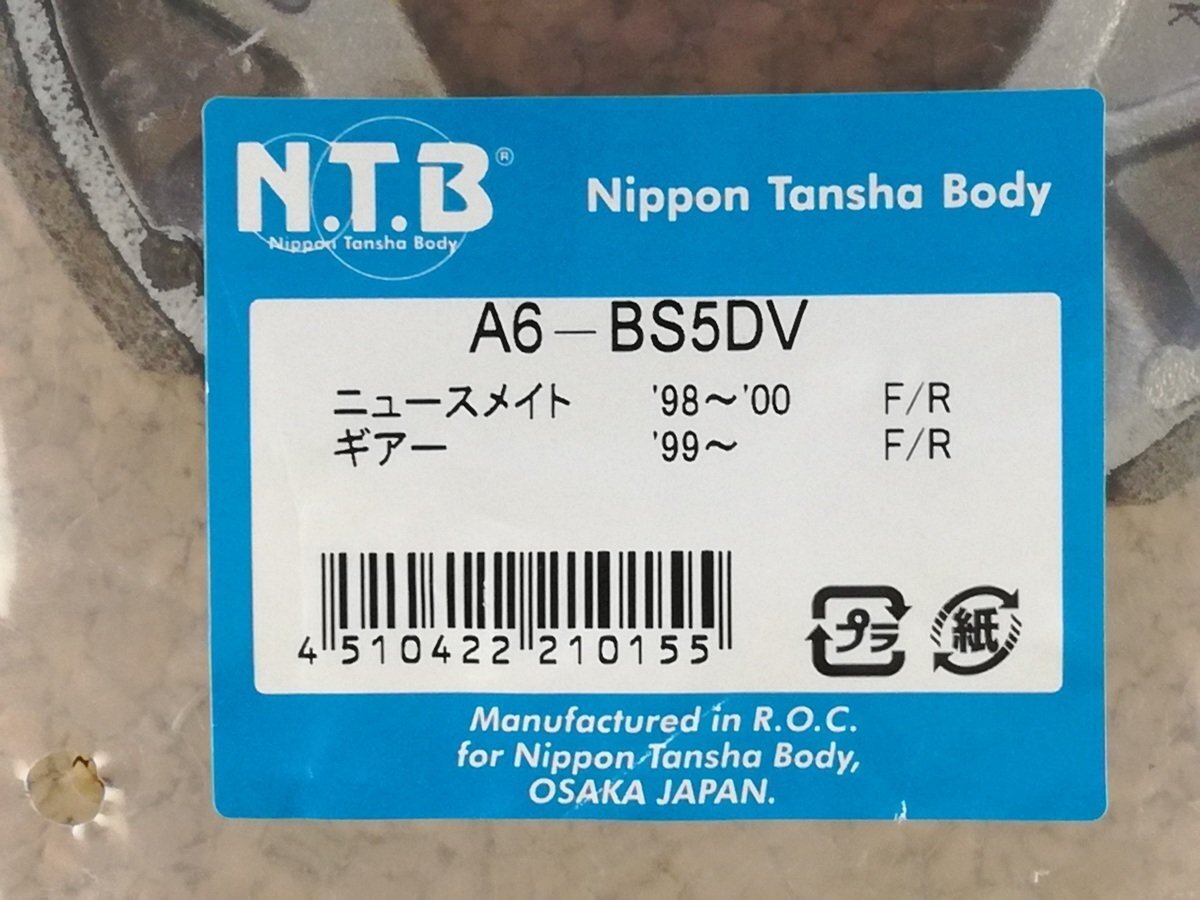 N.T.B®
Nippon Tansha Body
Nippon Tansha Body
A6－BS5DV
ニュースメイト '98～'00 F/R
ギアー '99～ F/R
4 510422 210155
プラ
紙
Manufactured in R.O.C.
for Nippon Tansha Body,
OSAKA JAPAN.